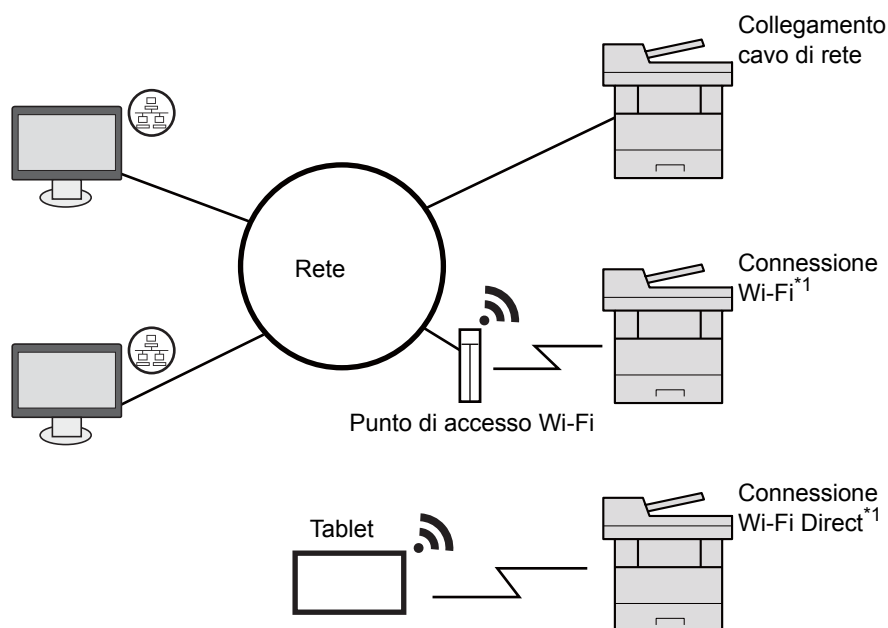 Collegamento
cavo di rete
Rete
Connessione
Wi-Fi*1
Punto di accesso Wi-Fi
Connessione
Wi-Fi Direct*1
Tablet